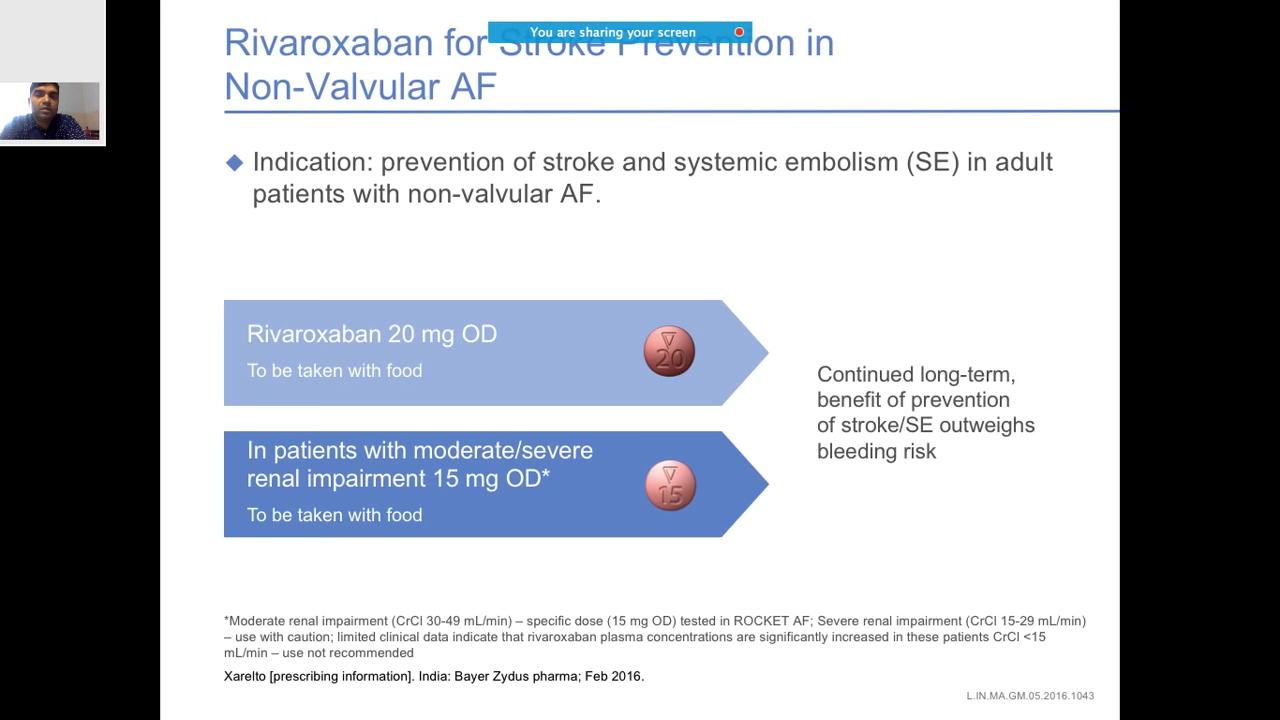 You are sharing your screen
Rivaroxaban for Stroke Prevention in
Non-Valvular AF
Indication: prevention of stroke and systemic embolism (SE) in adult
patients with non-valvular AF.
Rivaroxaban 20 mg OD
To be taken with food
20
In patients with moderate/severe
renal impairment 15 mg OD*
To be taken with food
15
Continued long-term,
benefit of prevention
of stroke/SE outweighs
bleeding risk
*Moderate renal impairment (CrCl 30-49 mL/min) – specific dose (15 mg OD) tested in ROCKET AF; Severe renal impairment (CrCl 15-29 mL/min)
– use with caution; limited clinical data indicate that rivaroxaban plasma concentrations are significantly increased in these patients CrCl <15
mL/min – use not recommended
Xarelto [prescribing information]. India: Bayer Zydus pharma; Feb 2016.
L.IN.MA.GM.05.2016.1043